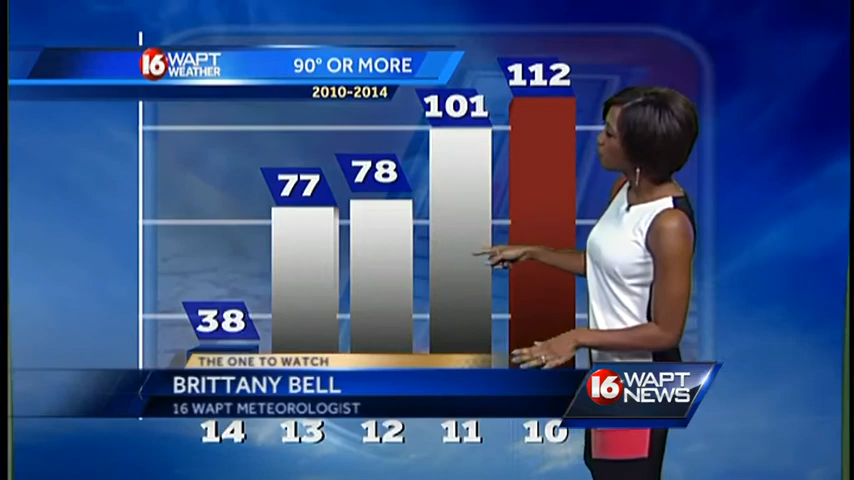 16 WAPT
WEATHER
90° OR MORE
2010-2014
112
101
78
77
38
THE ONE TO WATCH
BRITTANY BELL
16 WAPT METEOROLOGIST
16 WAPT
NEWS
14 13 12 11 10